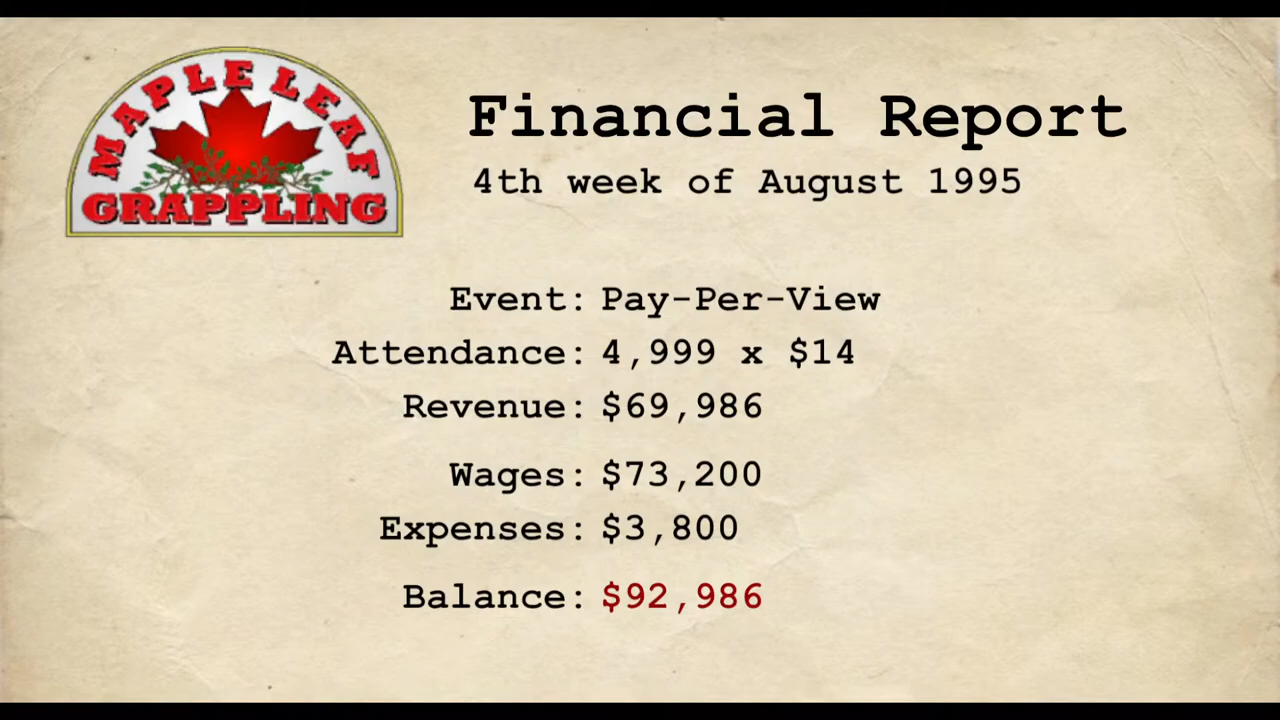 MAPLE LEAF
GRAPPLING
Financial Report
4th week of August 1995
Event: Pay-Per-View
Attendance: 4,999 x $14
Revenue: $69,986
Wages: $73,200
Expenses: $3,800
Balance: $92,986